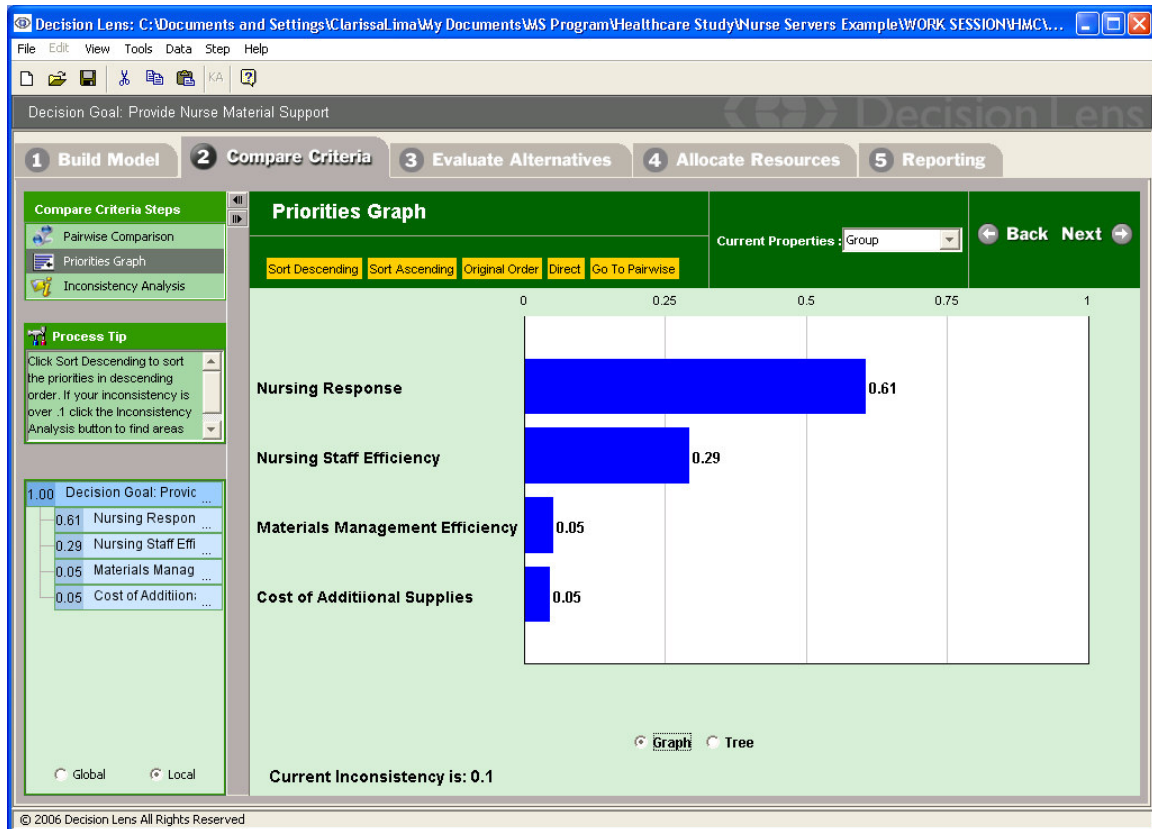 Decision Lens: C:\Documents and Settings\ClarissaLima\My Documents\MS Program\Healthcare Study\Nurse Servers Example\WORK SESSION\HMC\...
File Edit View Tools Data Step Help
KA
Decision Goal: Provide Nurse Material Support
Decision Lens
1 Build Model 2 Compare Criteria 3 Evaluate Alternatives 4 Allocate Resources 5 Reporting
Compare Criteria Steps
Pairwise Comparison
Priorities Graph
Inconsistency Analysis
Process Tip
Click Sort Descending to sort
the priorities in descending
order. If your inconsistency is
over .1 click the Inconsistency
Analysis button to find areas
1.00 Decision Goal: Provic ...
0.61 Nursing Respon ...
0.29 Nursing Staff Effi ...
0.05 Materials Manag ...
0.05 Cost of Additiona ...
Global Local
Priorities Graph
Current Properties : Group
Back Next
Sort Descending Sort Ascending Original Order Direct Go To Pairwise
0 0.25 0.5 0.75 1
Nursing Response 0.61
Nursing Staff Efficiency 0.29
Materials Management Efficiency 0.05
Cost of Additiional Supplies 0.05
Graph Tree
Current Inconsistency is: 0.1
© 2006 Decision Lens All Rights Reserved